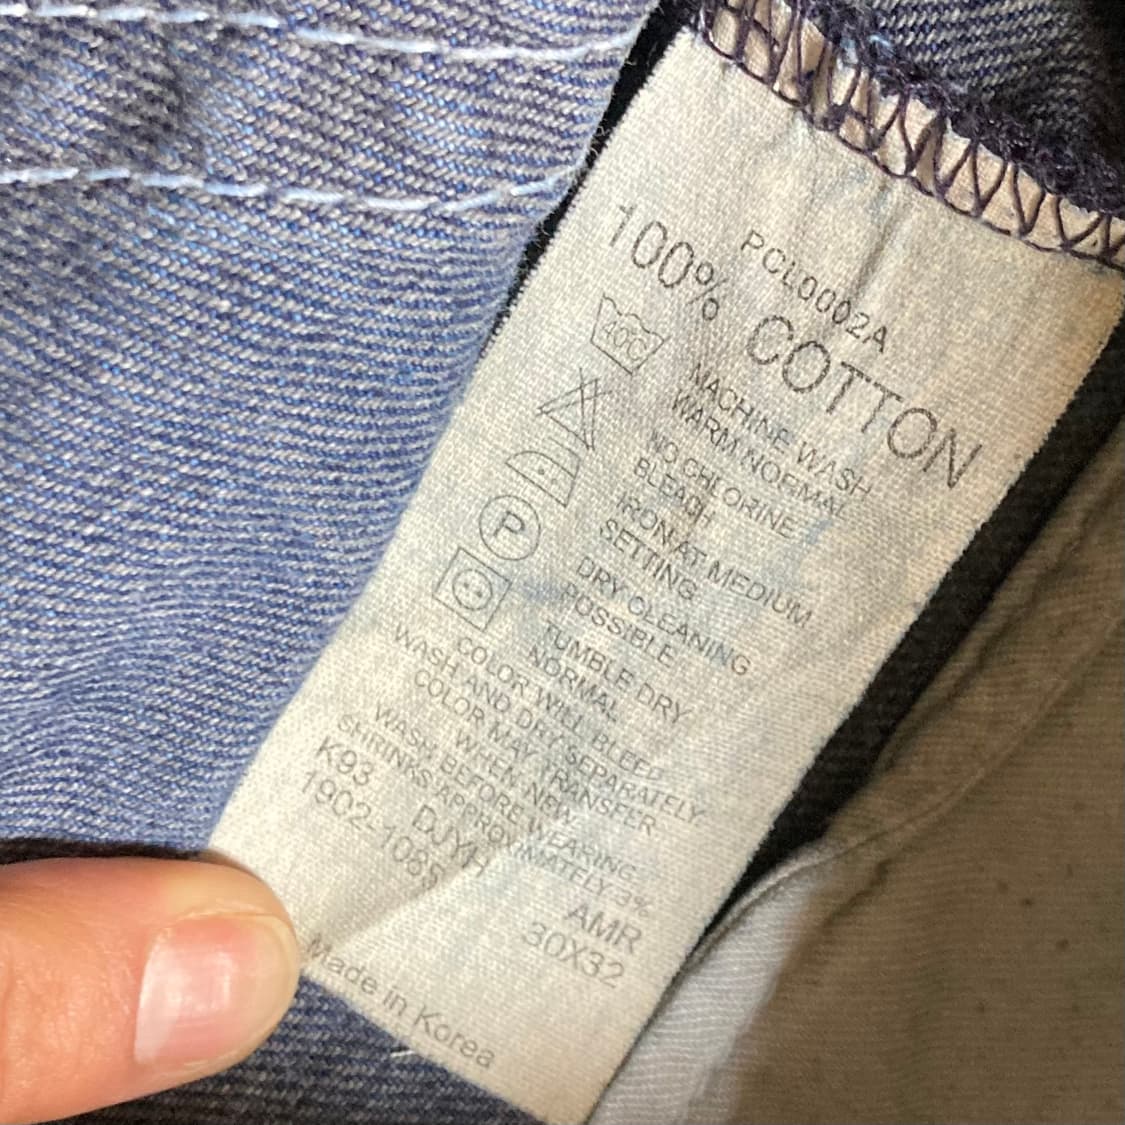 PCL0002A
100% COTTON
40C
MACHINE WASH
WARM NORMAL
NO CHLORINE
BLEACH
IRON AT MEDIUM
SETTING
P
DRY CLEANING
POSSIBLE
TUMBLE DRY
NORMAL
COLOR WILL BLEED
WASH AND DRY SEPARATELY
COLOR MAY TRANSFER
WHEN NEW
WASH BEFORE WEARING
SHRINKS APPROXIMATELY 3%
K93 DJYH AMR
1902-1085 30X32
Made in Korea